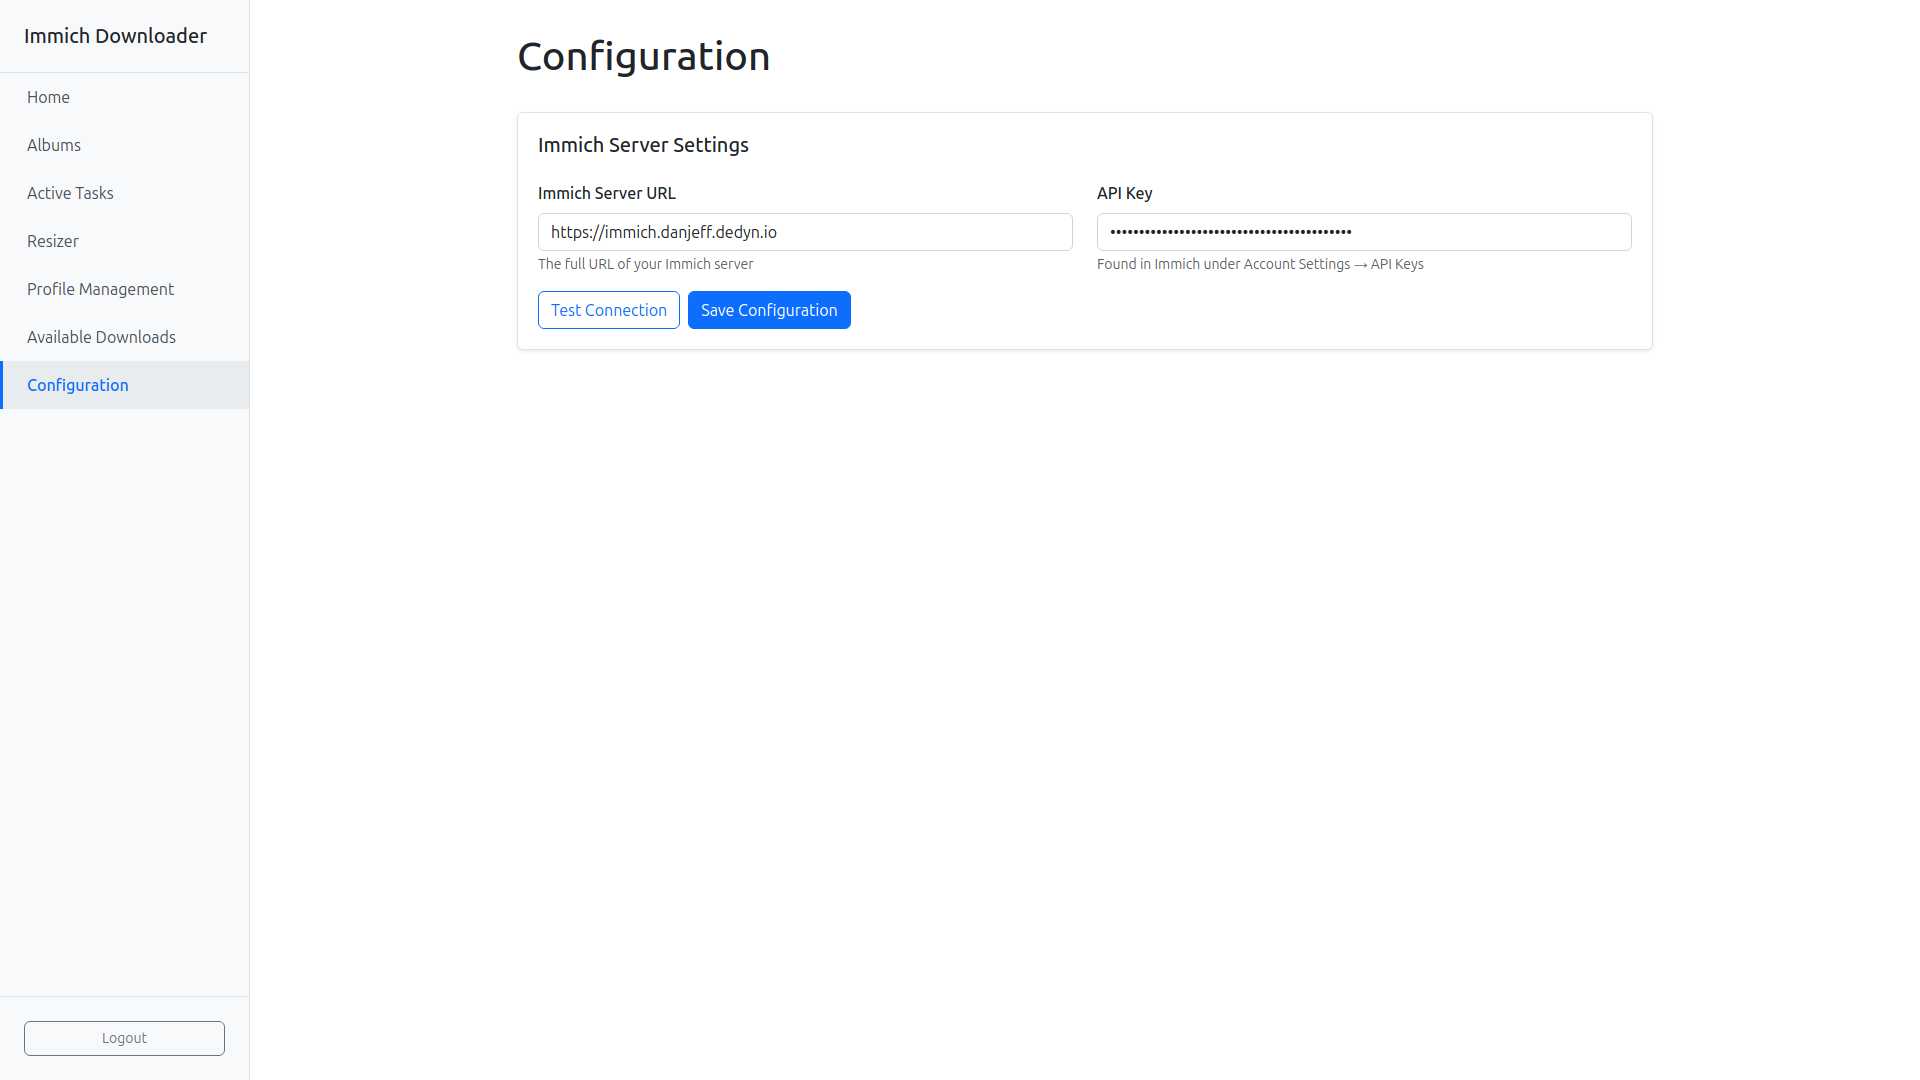 Immich Downloader
Home
Albums
Active Tasks
Resizer
Profile Management
Available Downloads
Configuration
Logout
Configuration
Immich Server Settings
Immich Server URL
https://immich.danjeff.dedyn.io
The full URL of your Immich server
API Key
••••••••••••••••••••••••••••••••••••••••••
Found in Immich under Account Settings → API Keys
Test Connection
Save Configuration